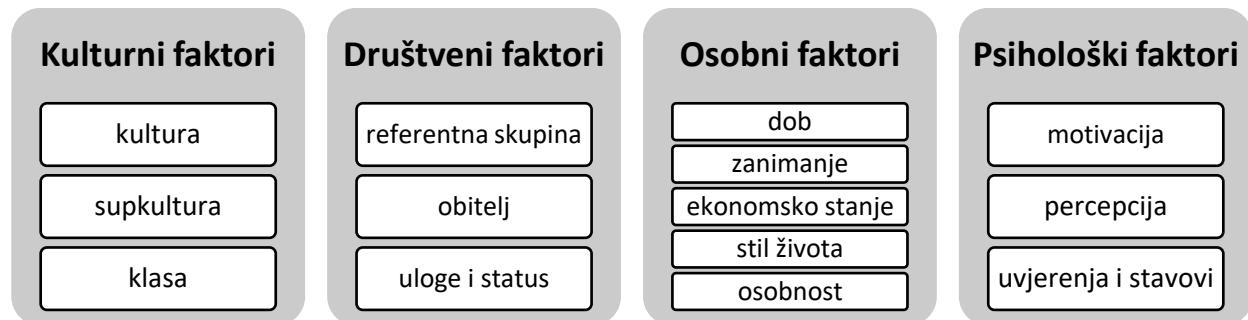 Kulturni faktori
kultura
supkultura
klasa
Društveni faktori
referentna skupina
obitelj
uloge i status
Osobni faktori
dob
zanimanje
ekonomsko stanje
stil života
osobnost
Psihološki faktori
motivacija
percepcija
uvjerenja i stavovi